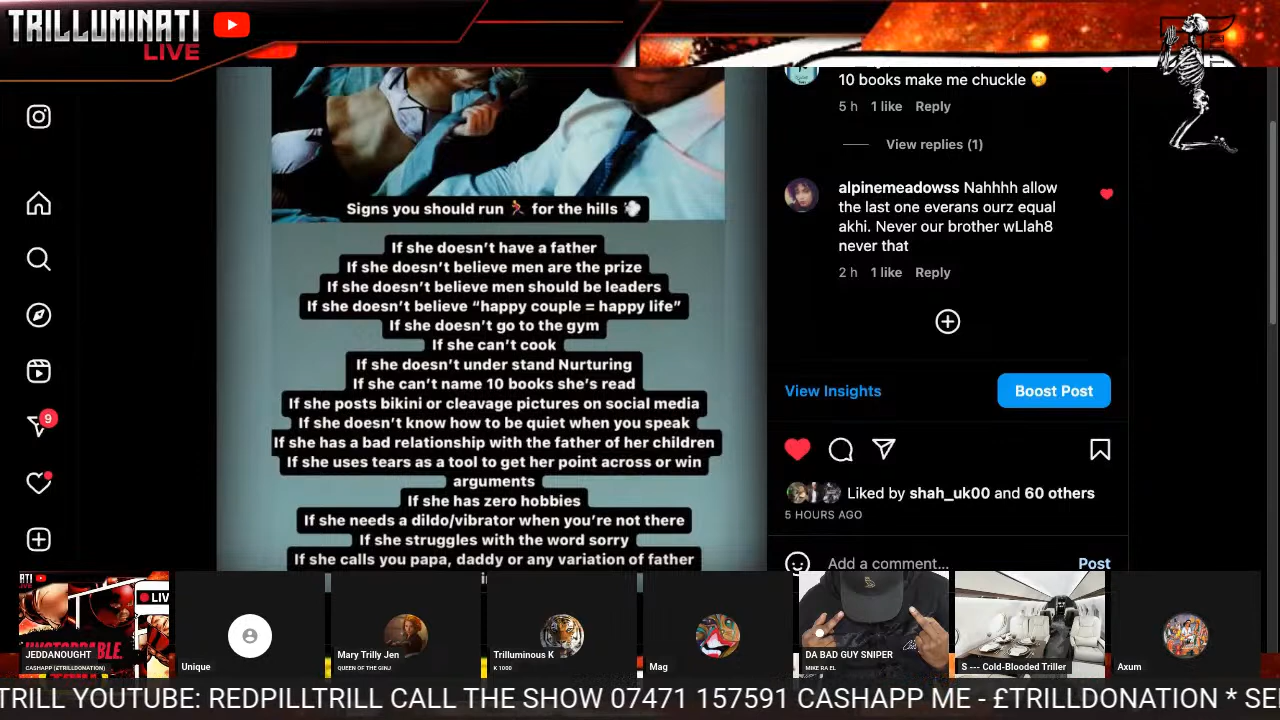 TRILLUMINATI
LIVE
10 books make me chuckle 🤭
5 h 1 like Reply
View replies (1)
alpinemeadowss Nahhhh allow
the last one everans ourz equal
akhi. Never our brother wLlah8
never that
2 h 1 like Reply
Signs you should run 🏃 for the hills 💨
If she doesn’t have a father
If she doesn’t believe men are the prize
If she doesn’t believe men should be leaders
If she doesn’t believe “happy couple = happy life”
If she doesn’t go to the gym
If she can’t cook
If she doesn’t under stand Nurturing
If she can’t name 10 books she’s read
If she posts bikini or cleavage pictures on social media
If she doesn’t know how to be quiet when you speak
If she has a bad relationship with the father of her children
If she uses tears as a tool to get her point across or win
arguments
If she has zero hobbies
If she needs a dildo/vibrator when you’re not there
If she struggles with the word sorry
If she calls you papa, daddy or any variation of father
View Insights
Boost Post
9
Liked by shah_uk00 and 60 others
5 HOURS AGO
Add a comment...
Post
LIV
JEDDANOUGHT
CASHAPP (£TRILLDONATION)
Unique
Mary Trilly Jen
QUEEN OF THE GINU
Trilluminous K
K 1000
Mag
DA BAD GUY SNIPER
MIKE RA EL
S --- Cold-Blooded Triller
Axum
TRILL YOUTUBE: REDPILLTRILL CALL THE SHOW 07471 157591 CASHAPP ME - £TRILLDONATION * SE